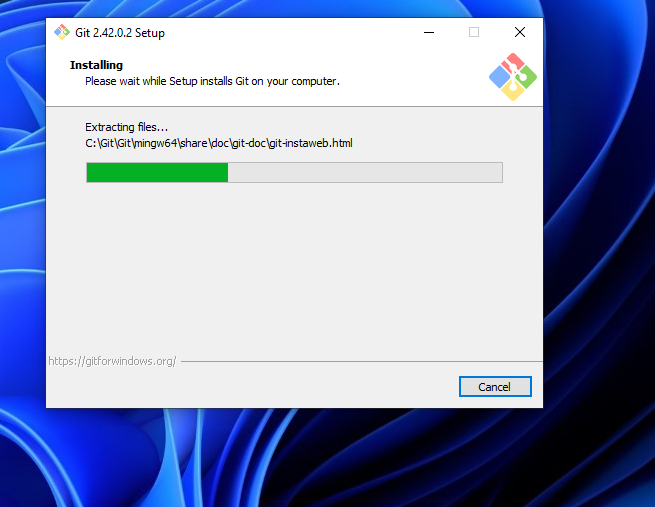 Git 2.42.0.2 Setup
Installing
Please wait while Setup installs Git on your computer.
Extracting files...
C:\Git\Git\mingw64\share\doc\git-doc\git-instaweb.html
https://gitforwindows.org/
Cancel